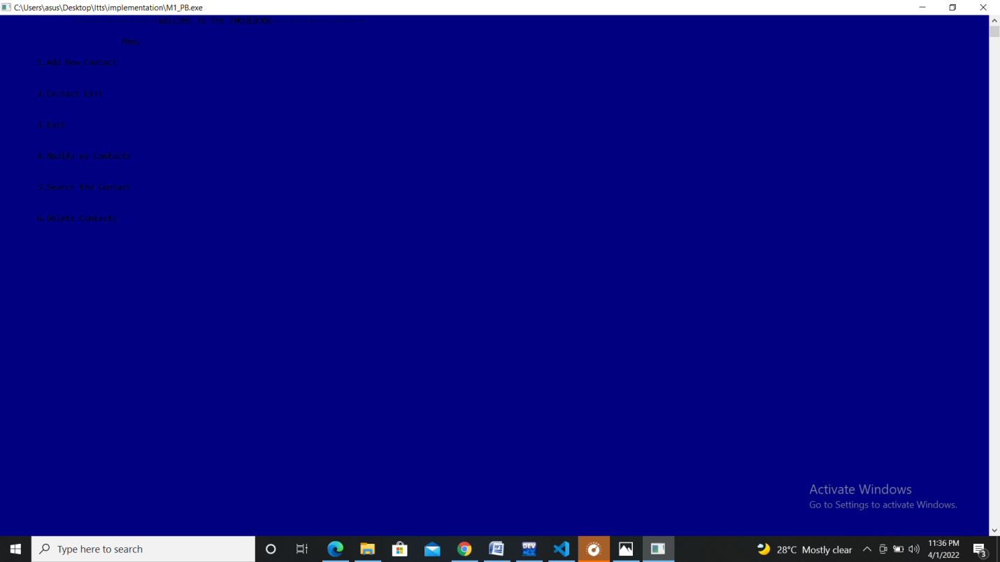 C:\Users\asus\Desktop\ltts\implementation\M1_PB.exe
--------------------WELCOME TO THE PHONEBOOK--------------------
Menu
1.Add New Contact
2.Contact List
3.Exit
4.Modify my Contacts
5.Search the Contact
6.Delete Contacts
Activate Windows
Go to Settings to activate Windows.
Type here to search
W
DEV
28°C Mostly clear
11:36 PM
4/1/2022
3